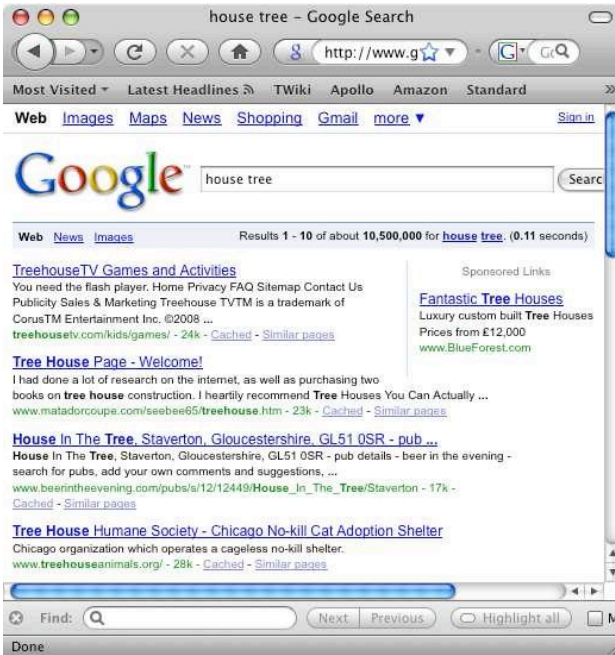 house tree – Google Search
http://www.g
Most Visited Latest Headlines TWiki Apollo Amazon Standard
Web Images Maps News Shopping Gmail more ▼ Sign in
Google™ house tree
Web News Images Results 1 - 10 of about 10,500,000 for house tree. (0.11 seconds)
TreehouseTV Games and Activities
You need the flash player. Home Privacy FAQ Sitemap Contact Us
Publicity Sales & Marketing Treehouse TVTM is a trademark of
CorusTM Entertainment Inc. ©2008 ...
treehousetv.com/kids/games/ - 24k - Cached - Similar pages
Sponsored Links
Fantastic Tree Houses
Luxury custom built Tree Houses
Prices from £12,000
www.BlueForest.com
Tree House Page - Welcome!
I had done a lot of research on the internet, as well as purchasing two
books on tree house construction. I heartily recommend Tree Houses You Can Actually ...
www.matadorcoupe.com/seebee65/treehouse.htm - 23k - Cached - Similar pages
House In The Tree, Staverton, Gloucestershire, GL51 0SR - pub ...
House In The Tree, Staverton, Gloucestershire, GL51 0SR - pub details - beer in the evening -
search for pubs, add your own comments and suggestions, ...
www.beerintheevening.com/pubs/s/12/12449/House_In_The_Tree/Staverton - 17k -
Cached - Similar pages
Tree House Humane Society - Chicago No-kill Cat Adoption Shelter
Chicago organization which operates a cageless no-kill shelter.
www.treehouseanimals.org/ - 28k - Cached - Similar pages
Find: Next Previous Highlight all
Done